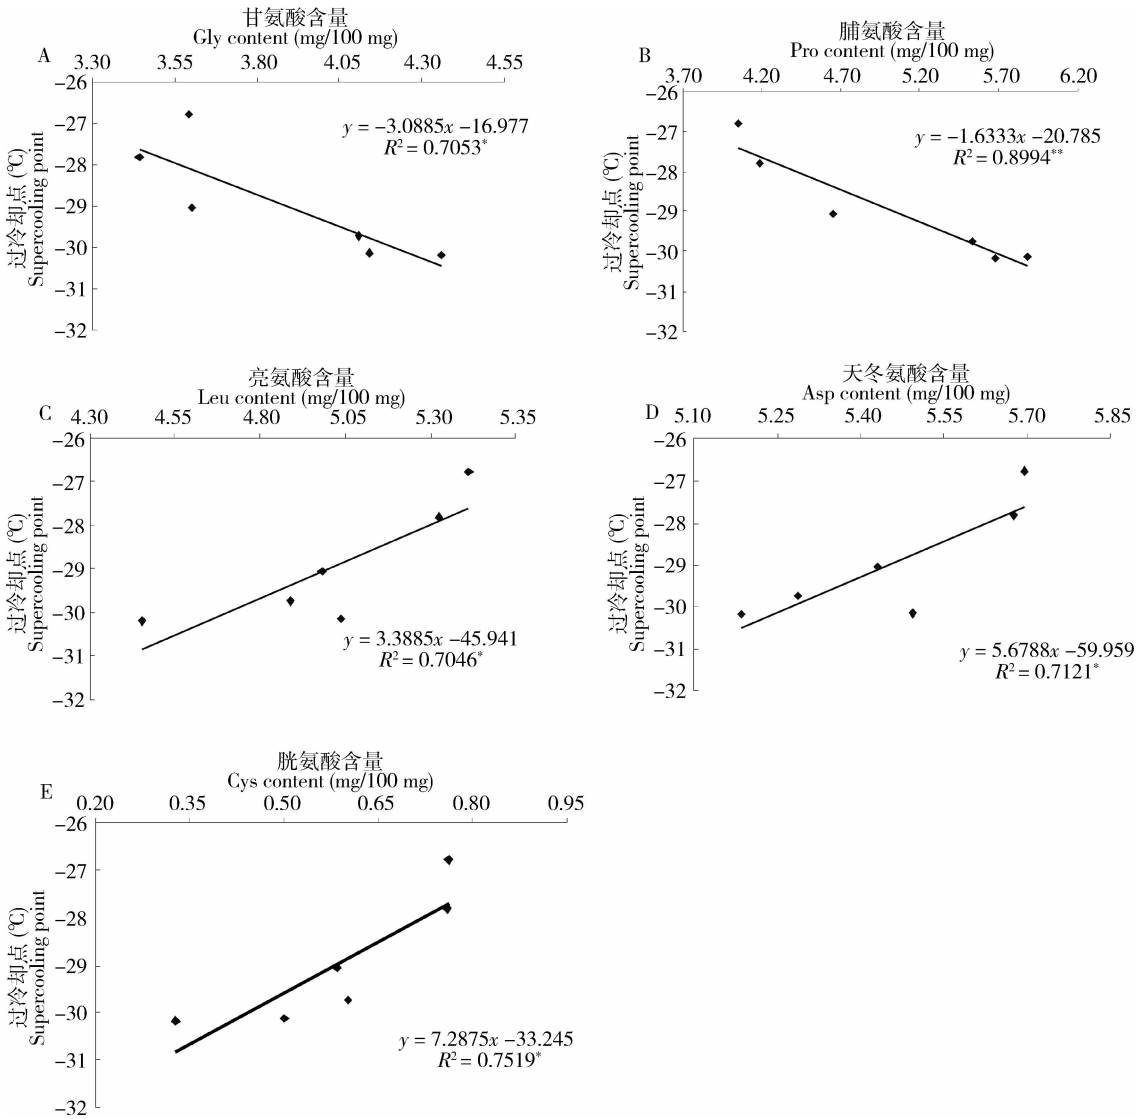 甘氨酸含量
Gly content (mg/100 mg)
A
3.30 3.55 3.80 4.05 4.30 4.55
-26
-27
-28
-29
-30
-31
-32
过冷却点 (℃)
Supercooling point
y = -3.0885x -16.977
R² = 0.7053*
脯氨酸含量
Pro content (mg/100 mg)
B
3.70 4.20 4.70 5.20 5.70 6.20
-26
-27
-28
-29
-30
-31
-32
过冷却点 (℃)
Supercooling point
y = -1.6333x -20.785
R² = 0.8994**
亮氨酸含量
Leu content (mg/100 mg)
C
4.30 4.55 4.80 5.05 5.30 5.35
-26
-27
-28
-29
-30
-31
-32
过冷却点 (℃)
Supercooling point
y = 3.3885x -45.941
R² = 0.7046*
天冬氨酸含量
Asp content (mg/100 mg)
D
5.10 5.25 5.40 5.55 5.70 5.85
-26
-27
-28
-29
-30
-31
-32
过冷却点 (℃)
Supercooling point
y = 5.6788x -59.959
R² = 0.7121*
胱氨酸含量
Cys content (mg/100 mg)
E
0.20 0.35 0.50 0.65 0.80 0.95
-26
-27
-28
-29
-30
-31
-32
过冷却点 (℃)
Supercooling point
y = 7.2875x -33.245
R² = 0.7519*